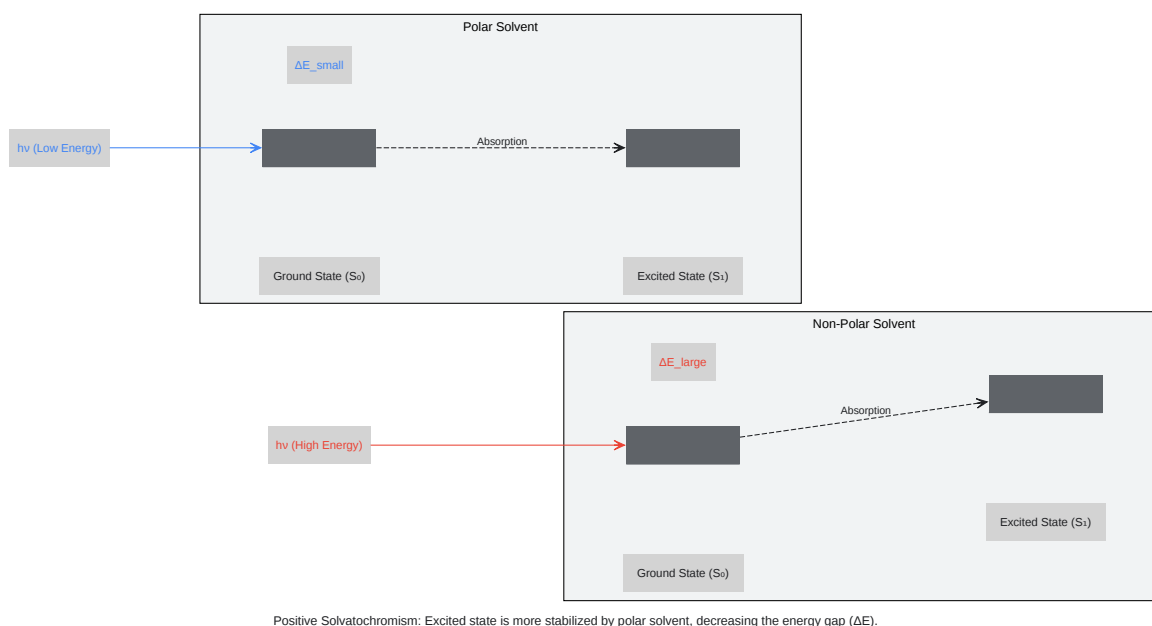 Polar Solvent
ΔE_small
hν (Low Energy)
Absorption
Ground State (S₀)
Excited State (S₁)
Non-Polar Solvent
ΔE_large
Absorption
hν (High Energy)
Excited State (S₁)
Ground State (S₀)
Positive Solvatochromism: Excited state is more stabilized by polar solvent, decreasing the energy gap (ΔE).